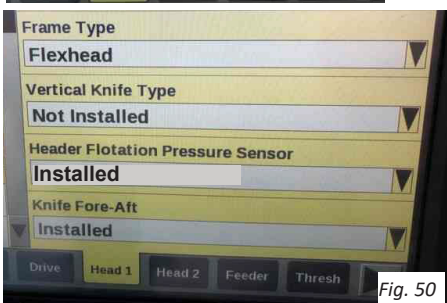 Frame Type
Flexhead
Vertical Knife Type
Not Installed
Header Flotation Pressure Sensor
Installed
Knife Fore-Aft
Installed
Drive Head 1 Head 2 Feeder Thresh
Fig. 50